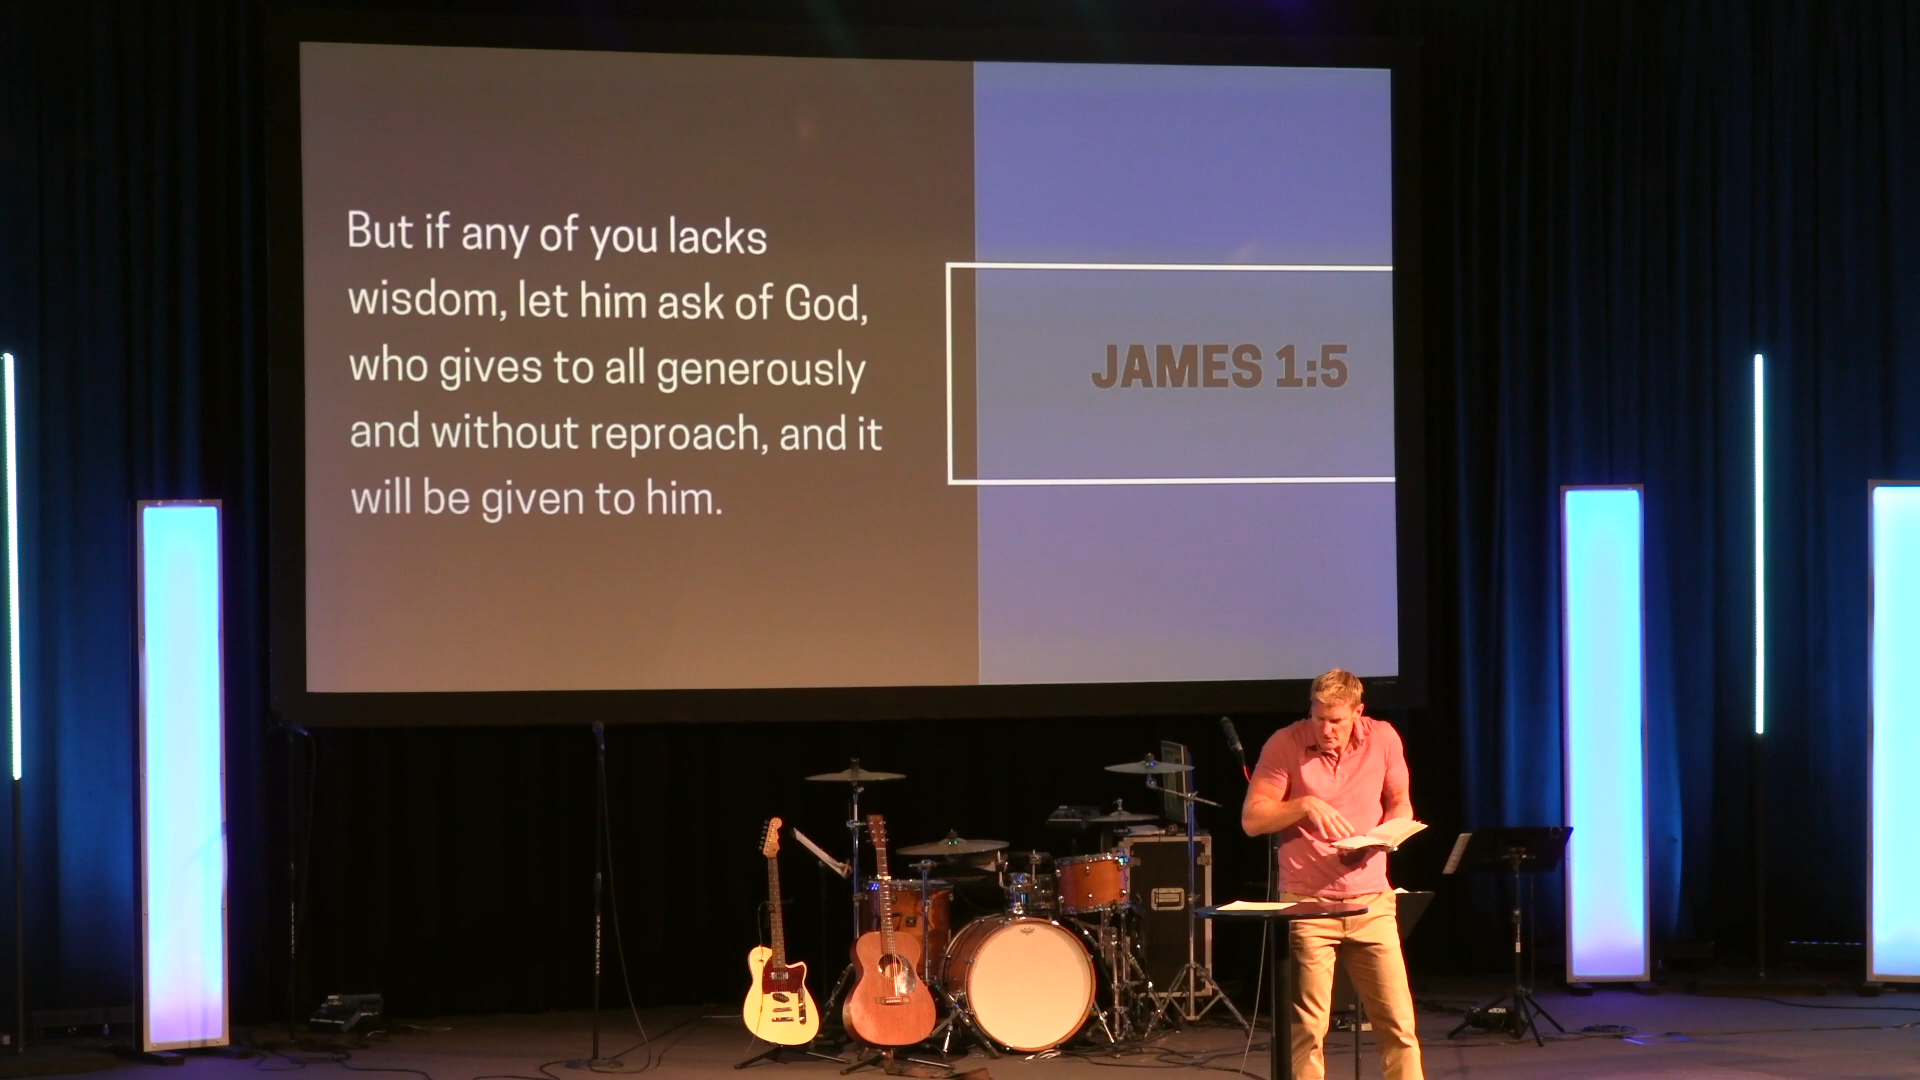 But if any of you lacks
wisdom, let him ask of God,
who gives to all generously
and without reproach, and it
will be given to him.
JAMES 1:5